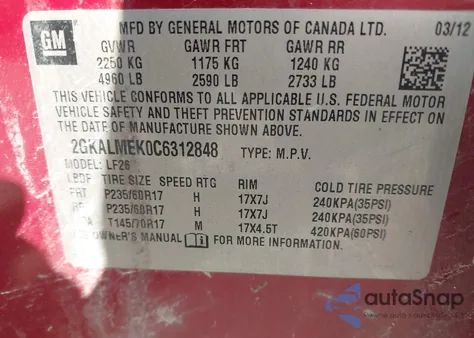 GM
MFD BY GENERAL MOTORS OF CANADA LTD. 03/12
GVWR GAWR FRT GAWR RR
2250 KG 1175 KG 1240 KG
4960 LB 2590 LB 2733 LB
THIS VEHICLE CONFORMS TO ALL APPLICABLE U.S. FEDERAL MOTOR
VEHICLE SAFETY AND THEFT PREVENTION STANDARDS IN EFFECT ON
THE DATE OF MANUFACTURE SHOWN ABOVE.
2GKALMEK0C6312848 TYPE: M.P.V.
MODEL: LF26
TIRE SIZE SPEED RTG RIM COLD TIRE PRESSURE
FRT P235/60R17 H 17X7J 240KPA(35PSI)
P235/60R17 H 17X7J 240KPA(35PSI)
T145/70R17 M 17X4.5T 420KPA(60PSI)
OWNER'S MANUAL FOR MORE INFORMATION.
autoSnap